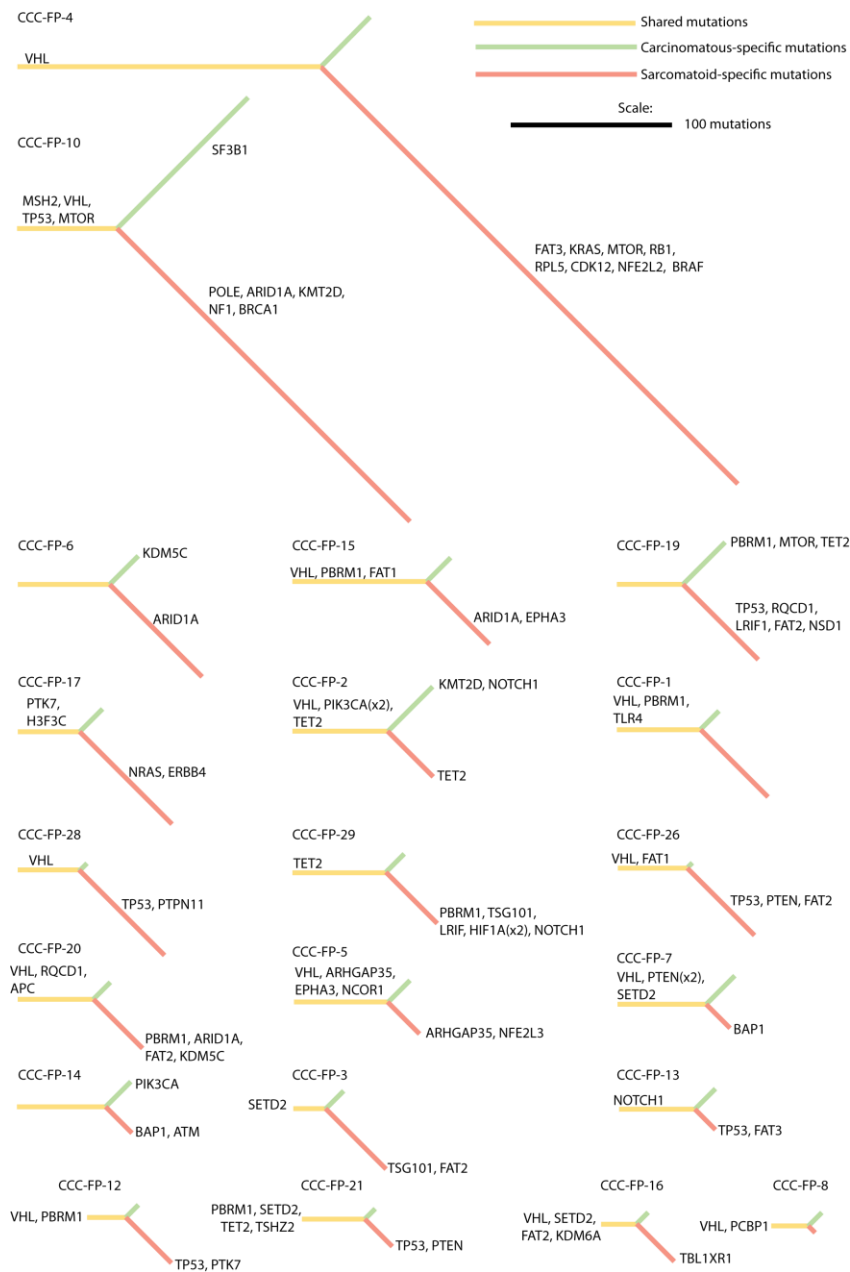 CCC-FP-4
VHL
Shared mutations
Carcinomatous-specific mutations
Sarcomatoid-specific mutations
Scale:
100 mutations
CCC-FP-10
SF3B1
MSH2, VHL,
TP53, MTOR
FAT3, KRAS, MTOR, RB1,
RPL5, CDK12, NFE2L2, BRAF
POLE, ARID1A, KMT2D,
NF1, BRCA1
CCC-FP-6
KDM5C
ARID1A
CCC-FP-15
VHL, PBRM1, FAT1
ARID1A, EPHA3
CCC-FP-19
PBRM1, MTOR, TET2
TP53, RQCD1,
LRIF1, FAT2, NSD1
CCC-FP-17
PTK7,
H3F3C
NRAS, ERBB4
CCC-FP-2
VHL, PIK3CA(x2),
TET2
KMT2D, NOTCH1
TET2
CCC-FP-1
VHL, PBRM1,
TLR4
CCC-FP-28
VHL
TP53, PTPN11
CCC-FP-29
TET2
PBRM1, TSG101,
LRIF, HIF1A(x2), NOTCH1
CCC-FP-26
VHL, FAT1
TP53, PTEN, FAT2
CCC-FP-20
VHL, RQCD1,
APC
PBRM1, ARID1A,
FAT2, KDM5C
CCC-FP-5
VHL, ARHGAP35,
EPHA3, NCOR1
ARHGAP35, NFE2L3
CCC-FP-7
VHL, PTEN(x2),
SETD2
BAP1
CCC-FP-14
PIK3CA
BAP1, ATM
CCC-FP-3
SETD2
TSG101, FAT2
CCC-FP-13
NOTCH1
TP53, FAT3
CCC-FP-12
VHL, PBRM1
TP53, PTK7
CCC-FP-21
PBRM1, SETD2,
TET2, TSHZ2
TP53, PTEN
CCC-FP-16
VHL, SETD2,
FAT2, KDM6A
TBL1XR1
CCC-FP-8
VHL, PCBP1